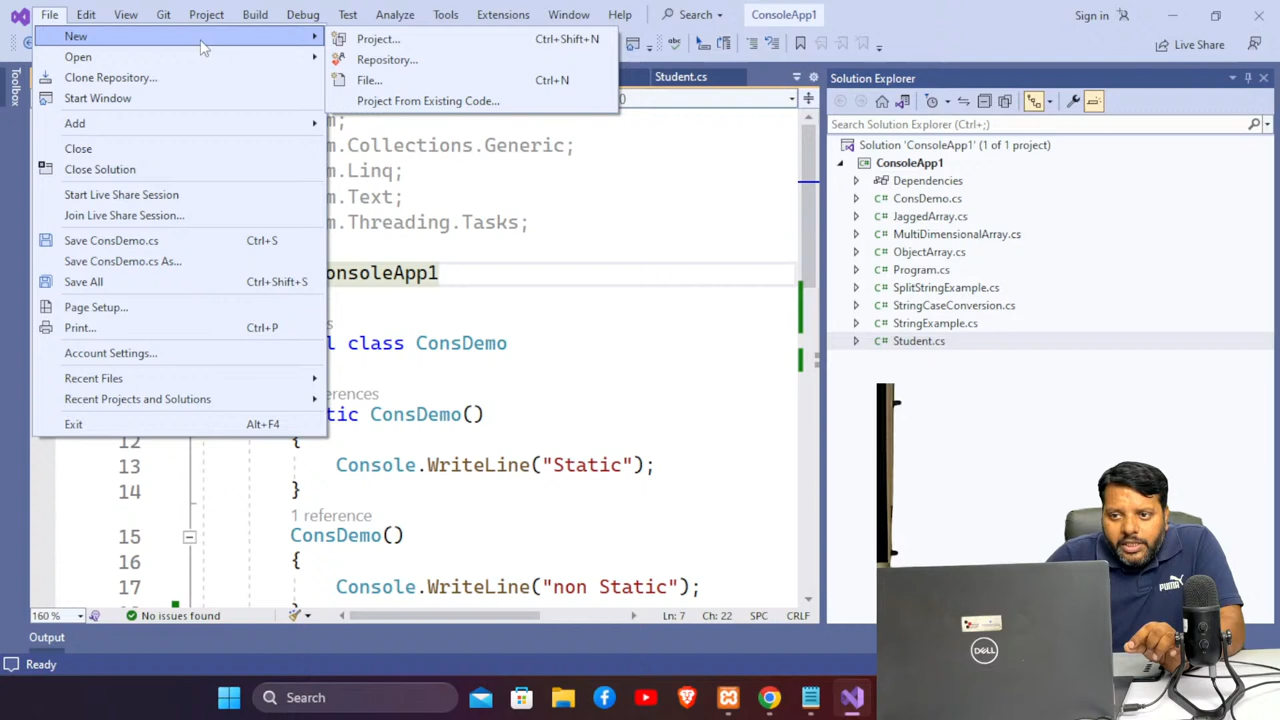 File Edit View Git Project Build Debug Test Analyze Tools Extensions Window Help Search ConsoleApp1 Sign in
Live Share
New
Open
Clone Repository...
Start Window
Add
Close
Close Solution
Start Live Share Session
Join Live Share Session...
Save ConsDemo.cs Ctrl+S
Save ConsDemo.cs As...
Save All Ctrl+Shift+S
Page Setup...
Print... Ctrl+P
Account Settings...
Recent Files
Recent Projects and Solutions
Exit Alt+F4
Project... Ctrl+Shift+N
Repository...
File... Ctrl+N
Project From Existing Code...
Toolbox
Student.cs
()
m;
m.Collections.Generic;
m.Linq;
m.Text;
m.Threading.Tasks;
onsoleApp1
s
l class ConsDemo
erences
tic ConsDemo()
12 {
13 Console.WriteLine("Static");
14 }
1 reference
15 ConsDemo()
16 {
17 Console.WriteLine("non Static");
160 % No issues found Ln: 7 Ch: 22 SPC CRLF
Output
Ready
Solution Explorer
Search Solution Explorer (Ctrl+;)
Solution 'ConsoleApp1' (1 of 1 project)
ConsoleApp1
Dependencies
C# ConsDemo.cs
C# JaggedArray.cs
C# MultiDimensionalArray.cs
C# ObjectArray.cs
C# Program.cs
C# SplitStringExample.cs
C# StringCaseConversion.cs
C# StringExample.cs
C# Student.cs
PUMA
DELL
Search